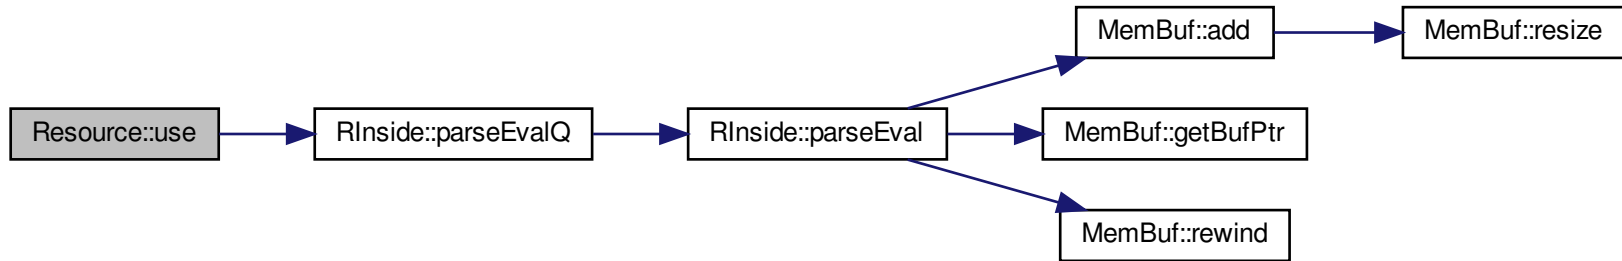 Resource::use
RInside::parseEvalQ
RInside::parseEval
MemBuf::add
MemBuf::resize
MemBuf::getBufPtr
MemBuf::rewind